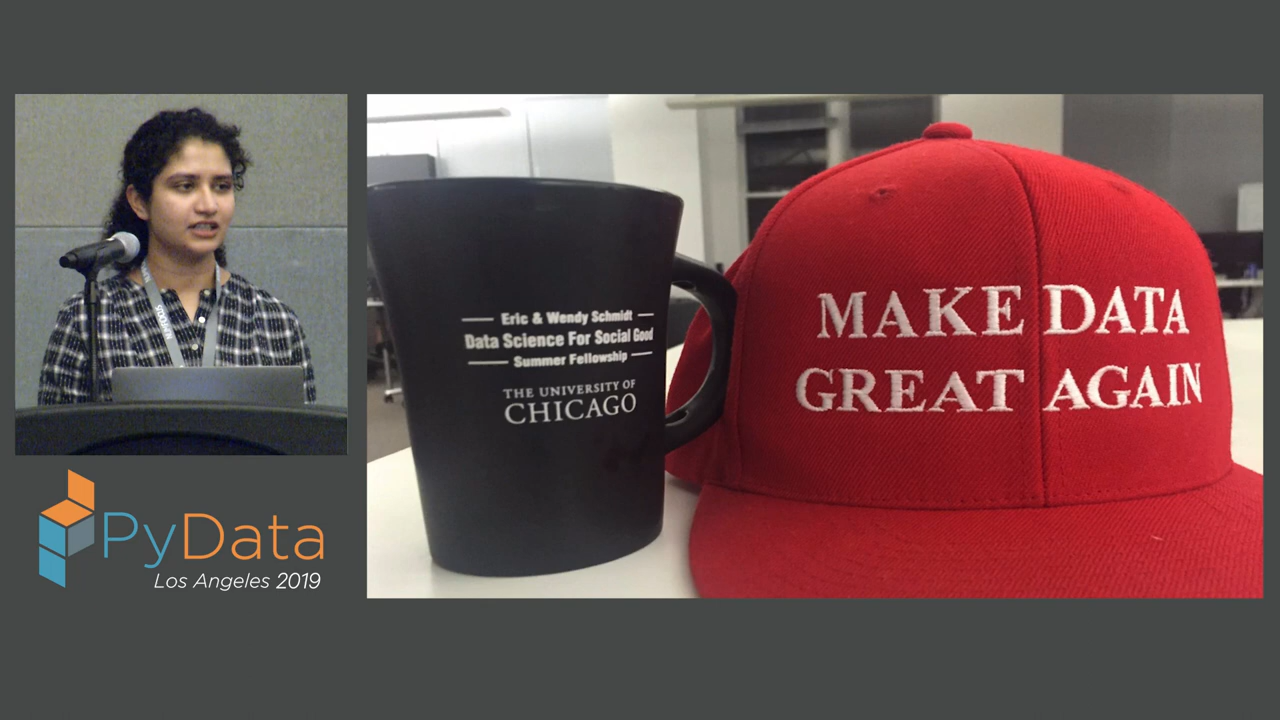 Eric & Wendy Schmidt
Data Science For Social Good
Summer Fellowship
THE UNIVERSITY OF
CHICAGO
MAKE DATA
GREAT AGAIN
PyData
Los Angeles 2019